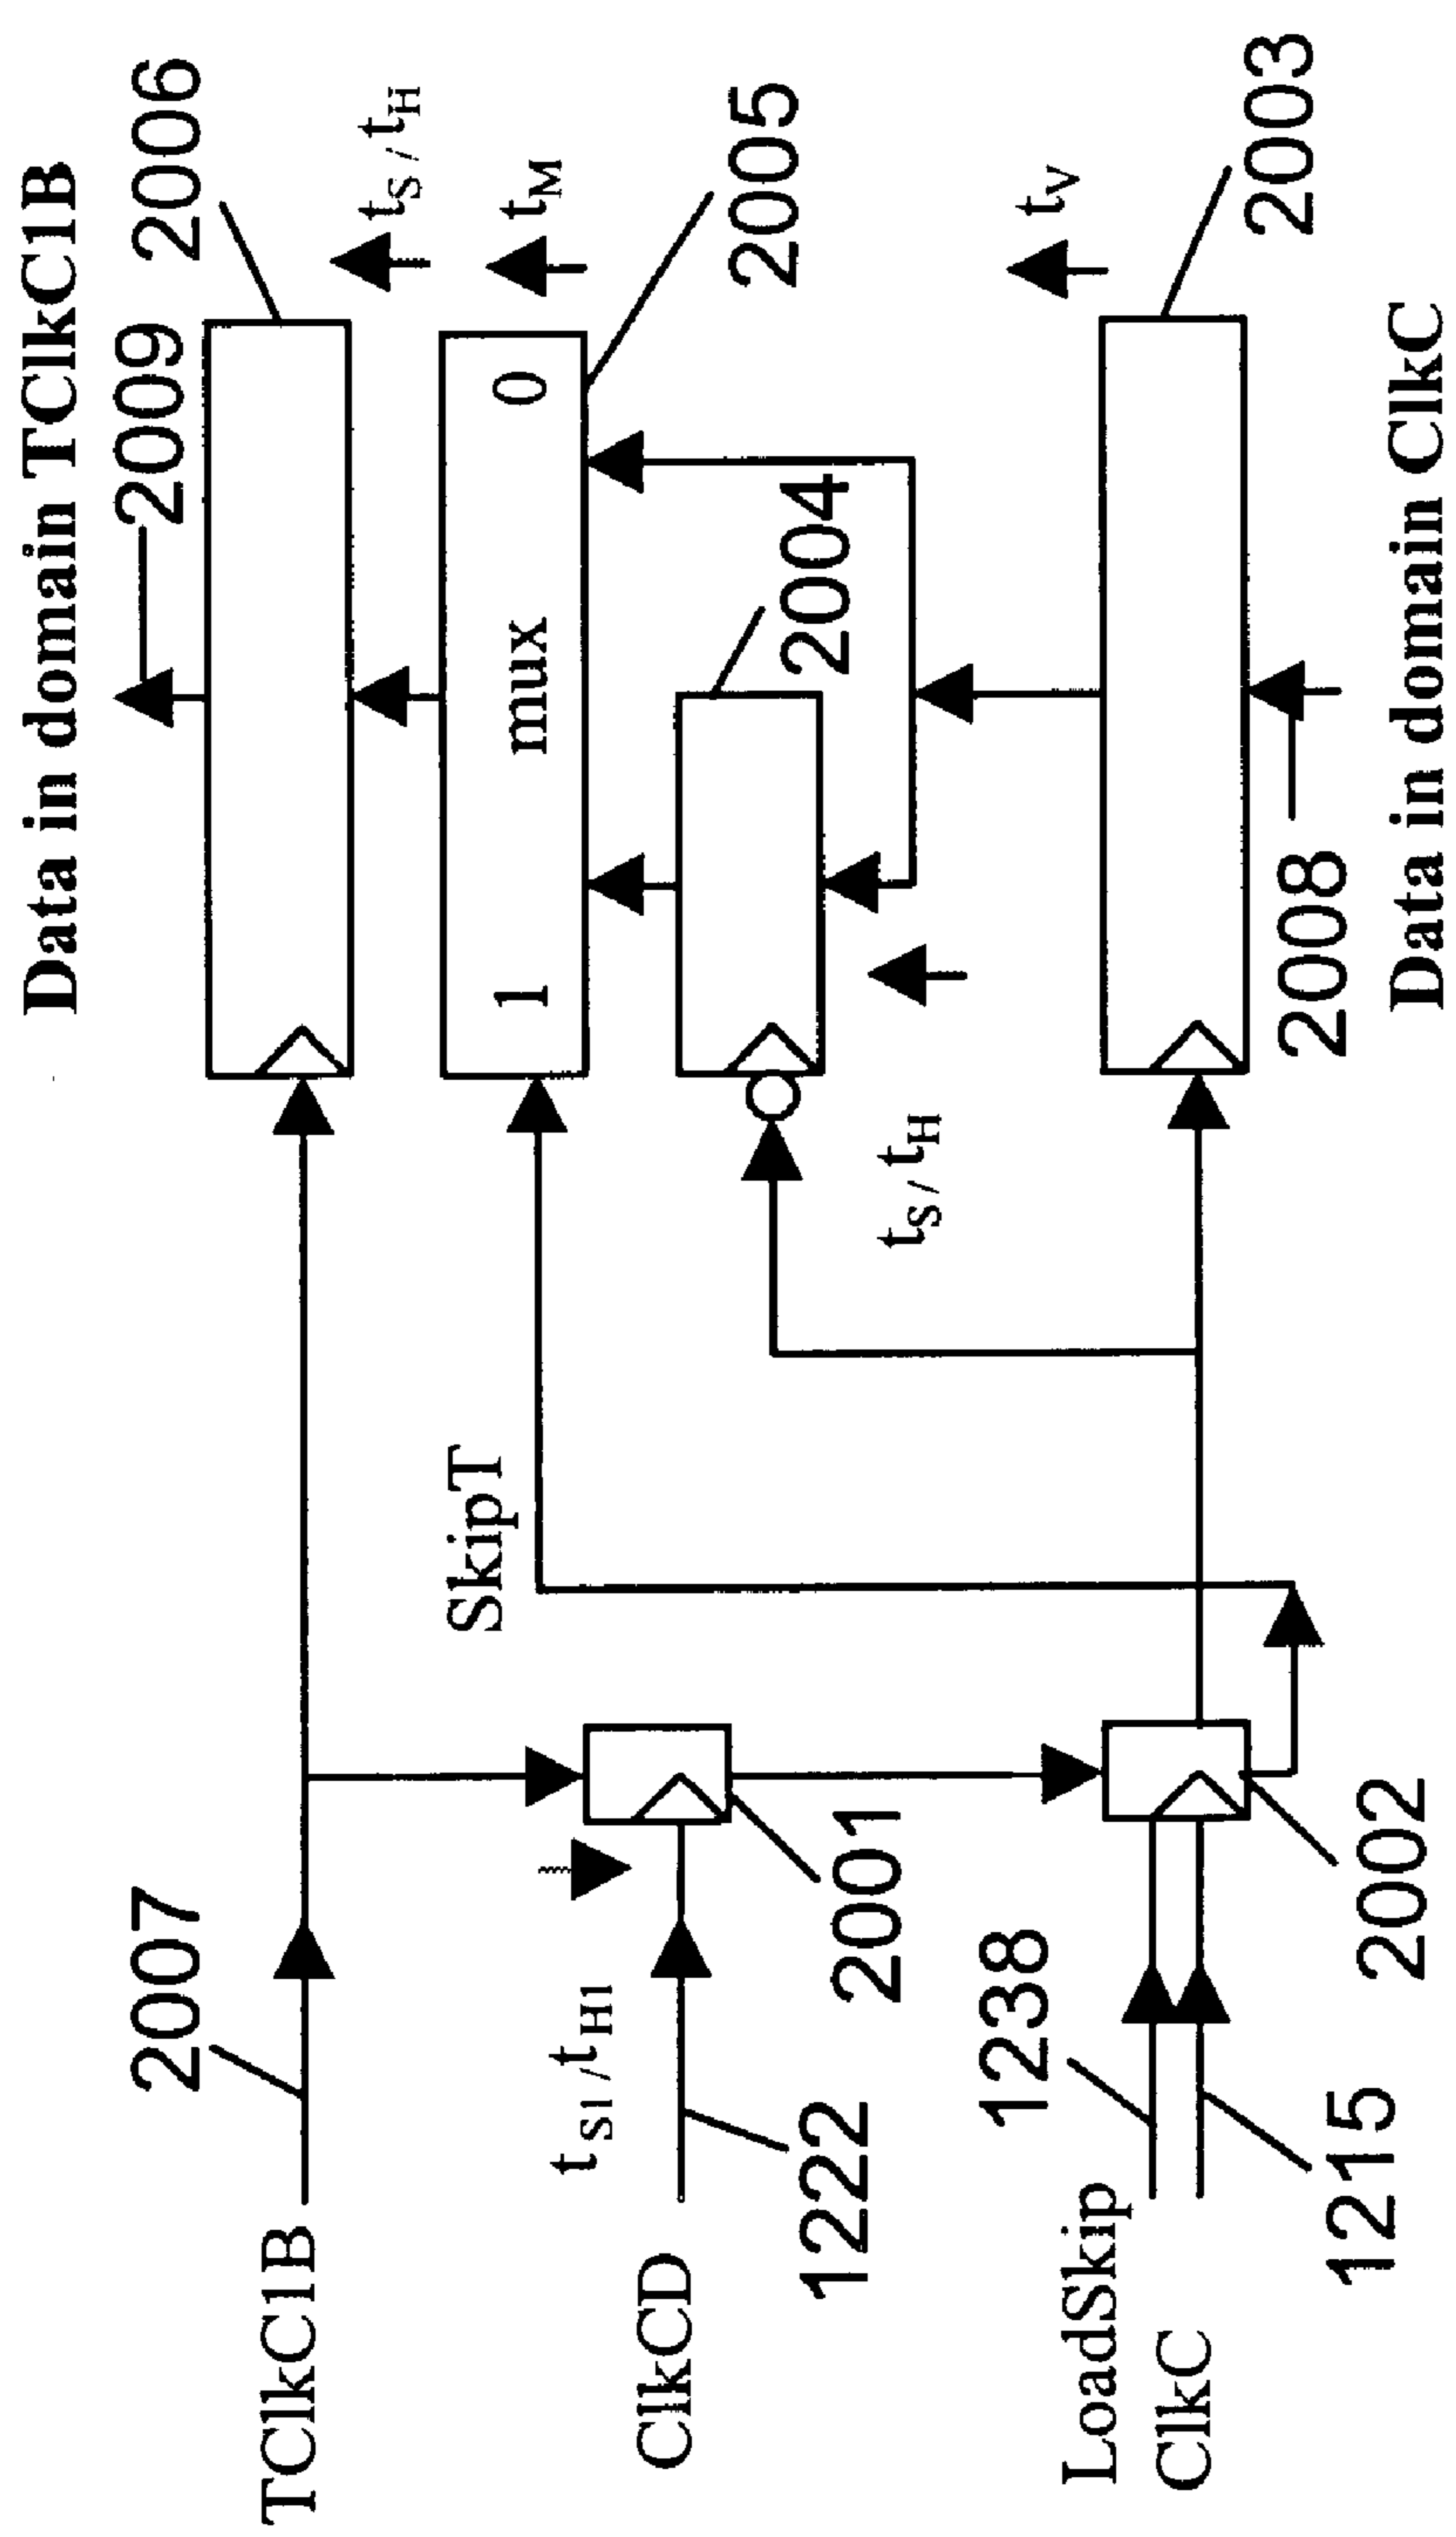 Data in domain TClkC1B
2009
2006
tS / tH
TClkC1B
2007
1 mux 0
tM
2005
SkipT
2004
tS1 / tH1
ClkCD
1222
2001
tS / tH
tV
LoadSkip
1238
ClkC
1215
2002
2003
2008
Data in domain ClkC